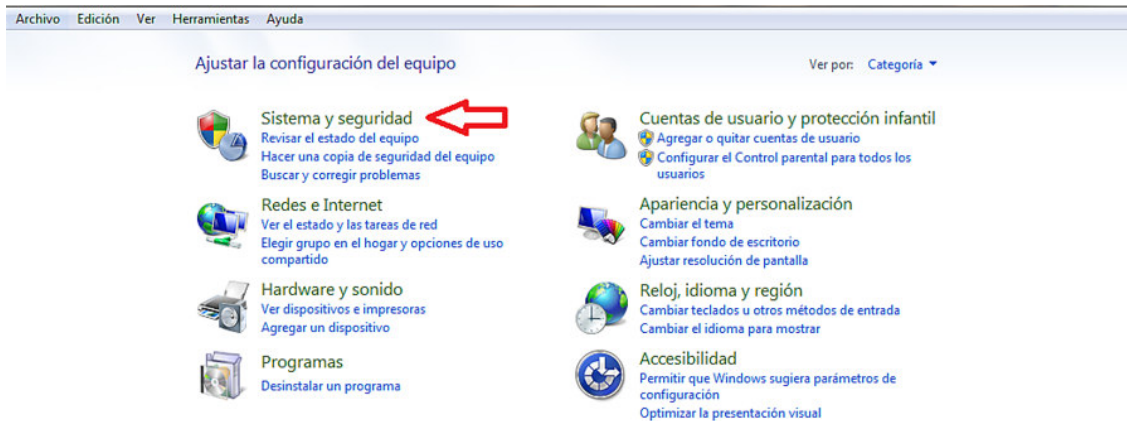 Archivo Edición Ver Herramientas Ayuda
Ajustar la configuración del equipo
Ver por: Categoría
Sistema y seguridad
Revisar el estado del equipo
Hacer una copia de seguridad del equipo
Buscar y corregir problemas
Redes e Internet
Ver el estado y las tareas de red
Elegir grupo en el hogar y opciones de uso
compartido
Hardware y sonido
Ver dispositivos e impresoras
Agregar un dispositivo
Programas
Desinstalar un programa
Cuentas de usuario y protección infantil
Agregar o quitar cuentas de usuario
Configurar el Control parental para todos los
usuarios
Apariencia y personalización
Cambiar el tema
Cambiar fondo de escritorio
Ajustar resolución de pantalla
Reloj, idioma y región
Cambiar teclados u otros métodos de entrada
Cambiar el idioma para mostrar
Accesibilidad
Permitir que Windows sugiera parámetros de
configuración
Optimizar la presentación visual